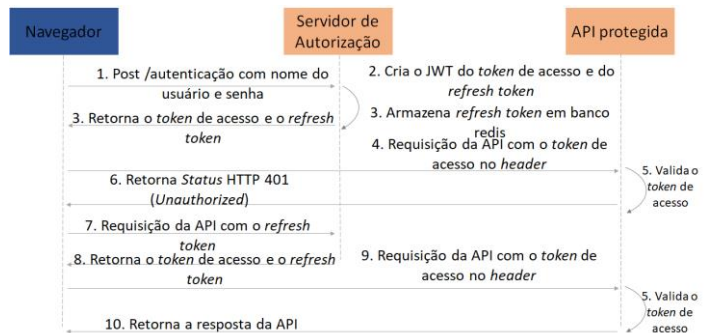 Navegador
Servidor de
Autorização
API protegida
1. Post /autenticação com nome do
usuário e senha
2. Cria o JWT do token de acesso e do
refresh token
3. Armazena refresh token em banco
redis
3. Retorna o token de acesso e o refresh
token
4. Requisição da API com o token de
acesso no header
5. Valida o
token de
acesso
6. Retorna Status HTTP 401
(Unauthorized)
7. Requisição da API com o refresh
token
8. Retorna o token de acesso e o refresh
token
9. Requisição da API com o token de
acesso no header
5. Valida o
token de
acesso
10. Retorna a resposta da API